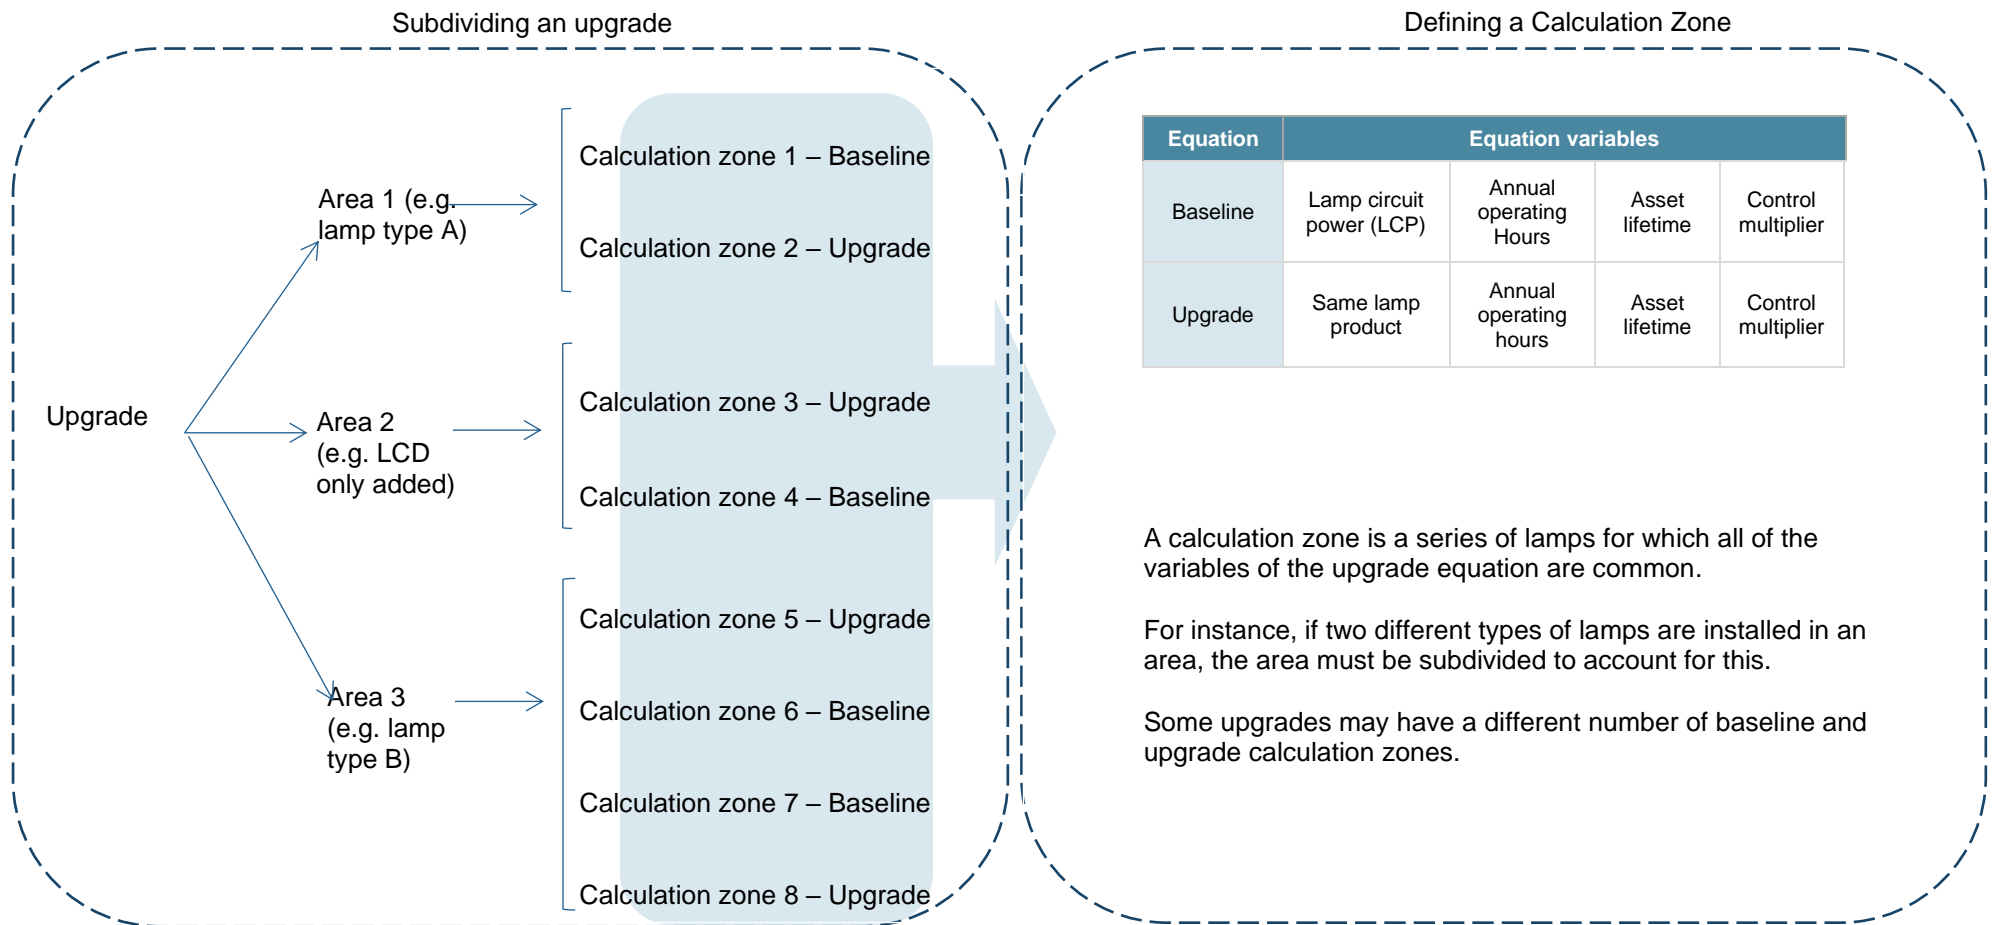 Subdividing an upgrade
Upgrade
Area 1 (e.g.
lamp type A)
Area 2
(e.g. LCD
only added)
Area 3
(e.g. lamp
type B)
Calculation zone 1 – Baseline
Calculation zone 2 – Upgrade
Calculation zone 3 – Upgrade
Calculation zone 4 – Baseline
Calculation zone 5 – Upgrade
Calculation zone 6 – Baseline
Calculation zone 7 – Baseline
Calculation zone 8 – Upgrade
Defining a Calculation Zone
Equation
Equation variables
Baseline
Lamp circuit
power (LCP)
Annual
operating
Hours
Asset
lifetime
Control
multiplier
Upgrade
Same lamp
product
Annual
operating
hours
Asset
lifetime
Control
multiplier
A calculation zone is a series of lamps for which all of the
variables of the upgrade equation are common.
For instance, if two different types of lamps are installed in an
area, the area must be subdivided to account for this.
Some upgrades may have a different number of baseline and
upgrade calculation zones.